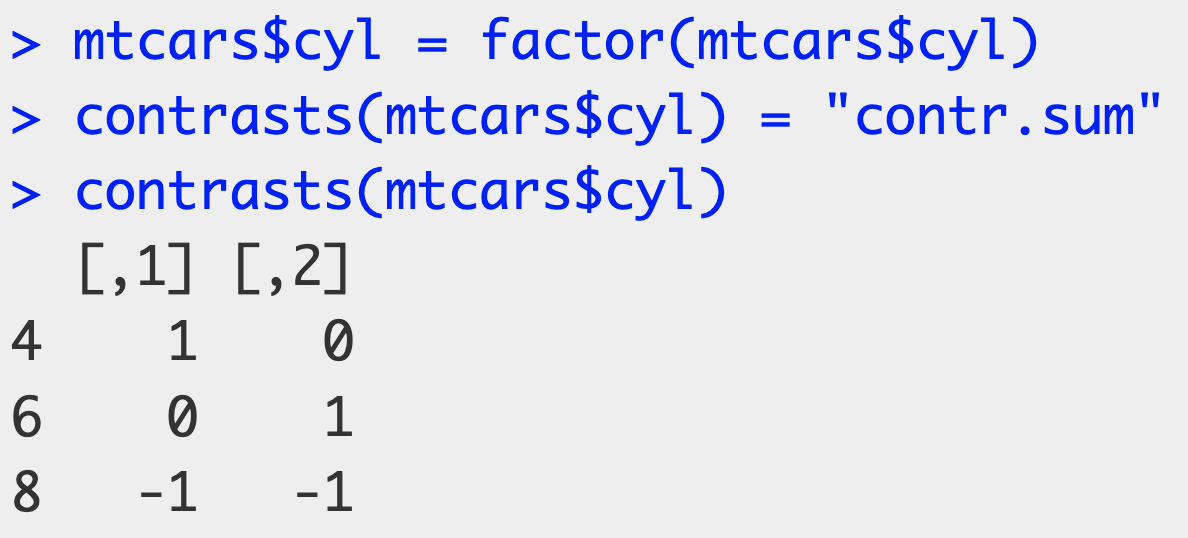 > mtcars$cyl = factor(mtcars$cyl)
> contrasts(mtcars$cyl) = "contr.sum"
> contrasts(mtcars$cyl)
  [,1] [,2]
4    1    0
6    0    1
8   -1   -1